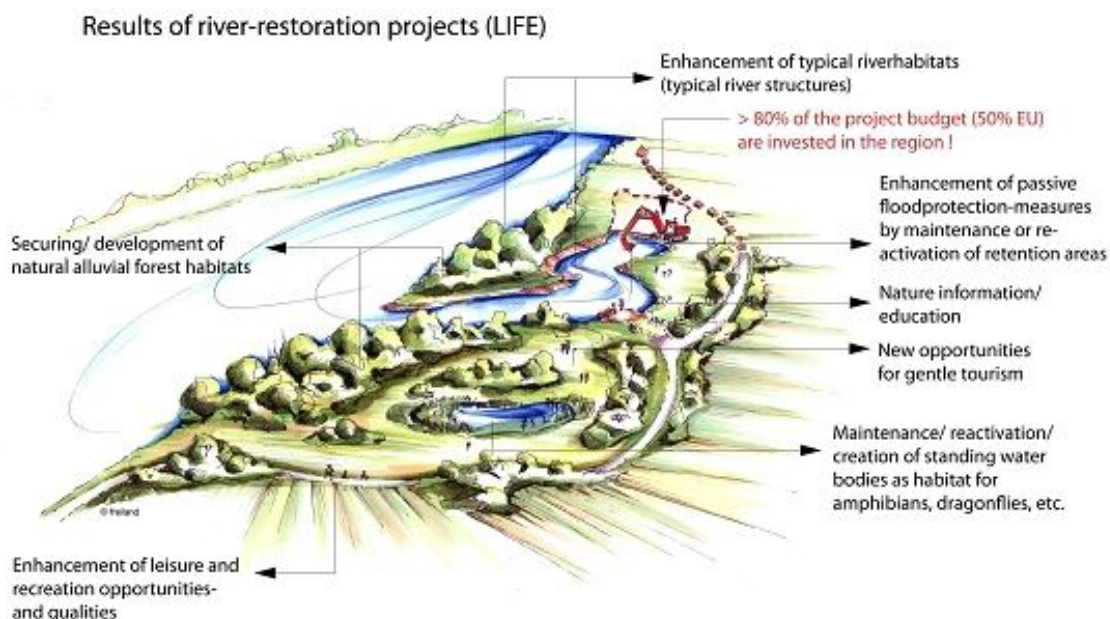 Results of river-restoration projects (LIFE)
Enhancement of typical riverhabitats
(typical river structures)
> 80% of the project budget (50% EU)
are invested in the region !
Enhancement of passive
floodprotection-measures
by maintenance or re-
activation of retention areas
Securing/ development of
natural alluvial forest habitats
Nature information/
education
New opportunities
for gentle tourism
Maintenance/ reactivation/
creation of standing water
bodies as habitat for
amphibians, dragonflies, etc.
© freiland
Enhancement of leisure and
recreation opportunities-
and qualities